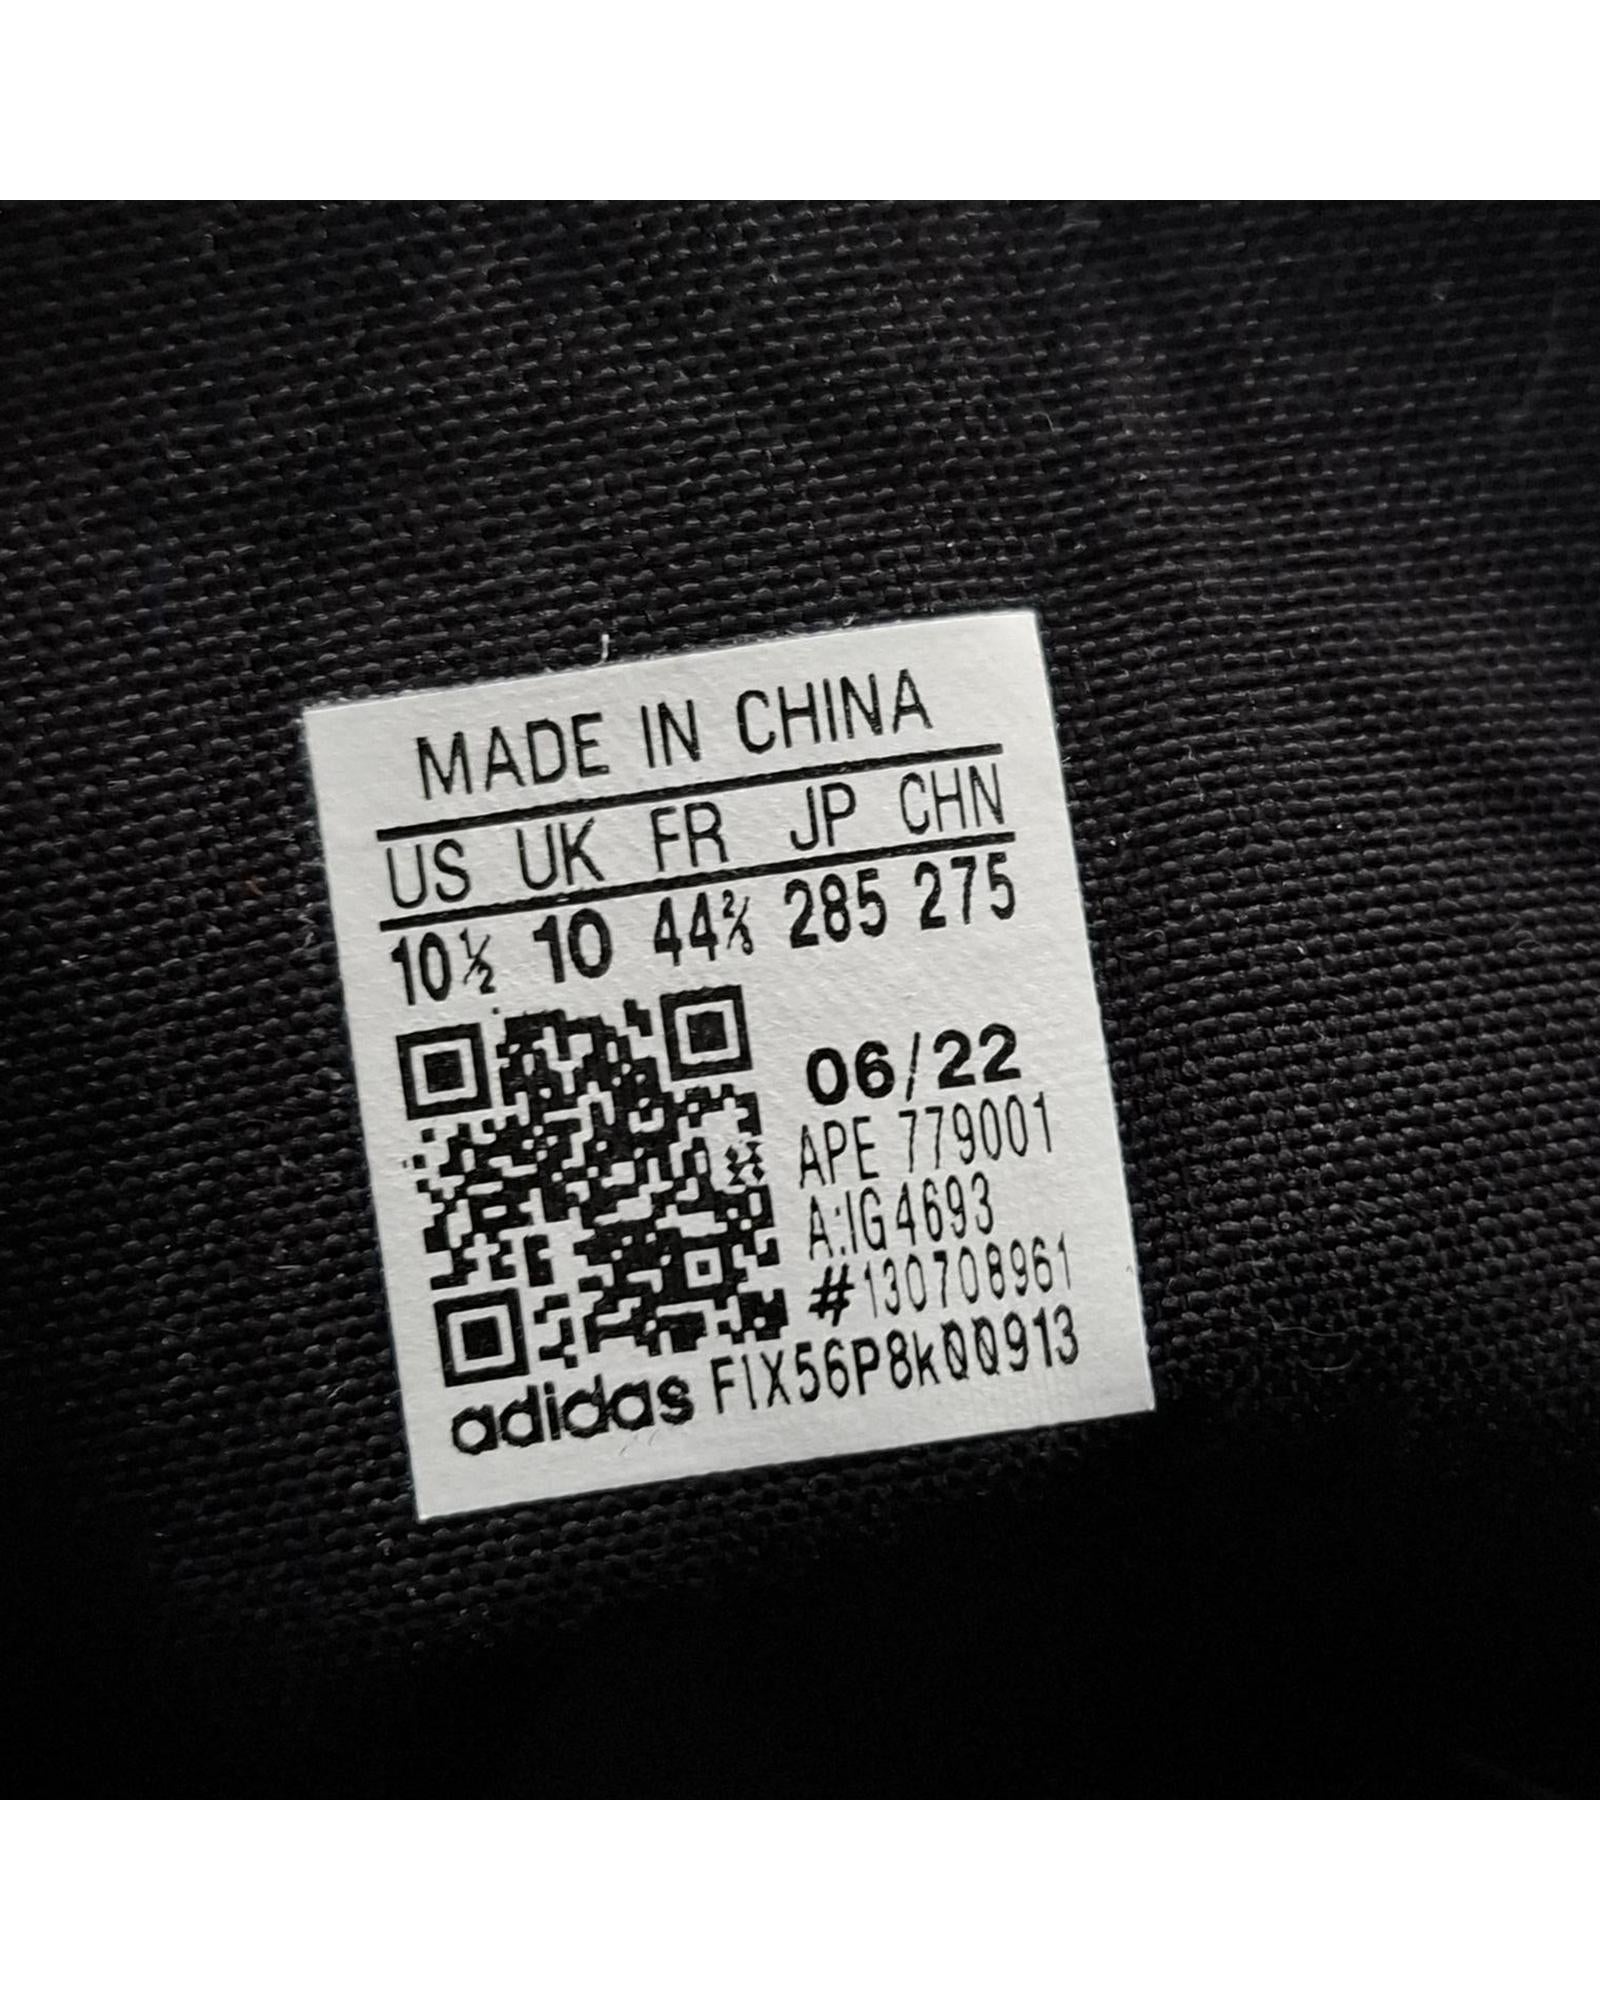 MADE IN CHINA
US UK FR JP CHN
10½ 10 44⅔ 285 275
06/22
APE 779001
A:IG4693
#130708961
adidas FIX56P8k00913